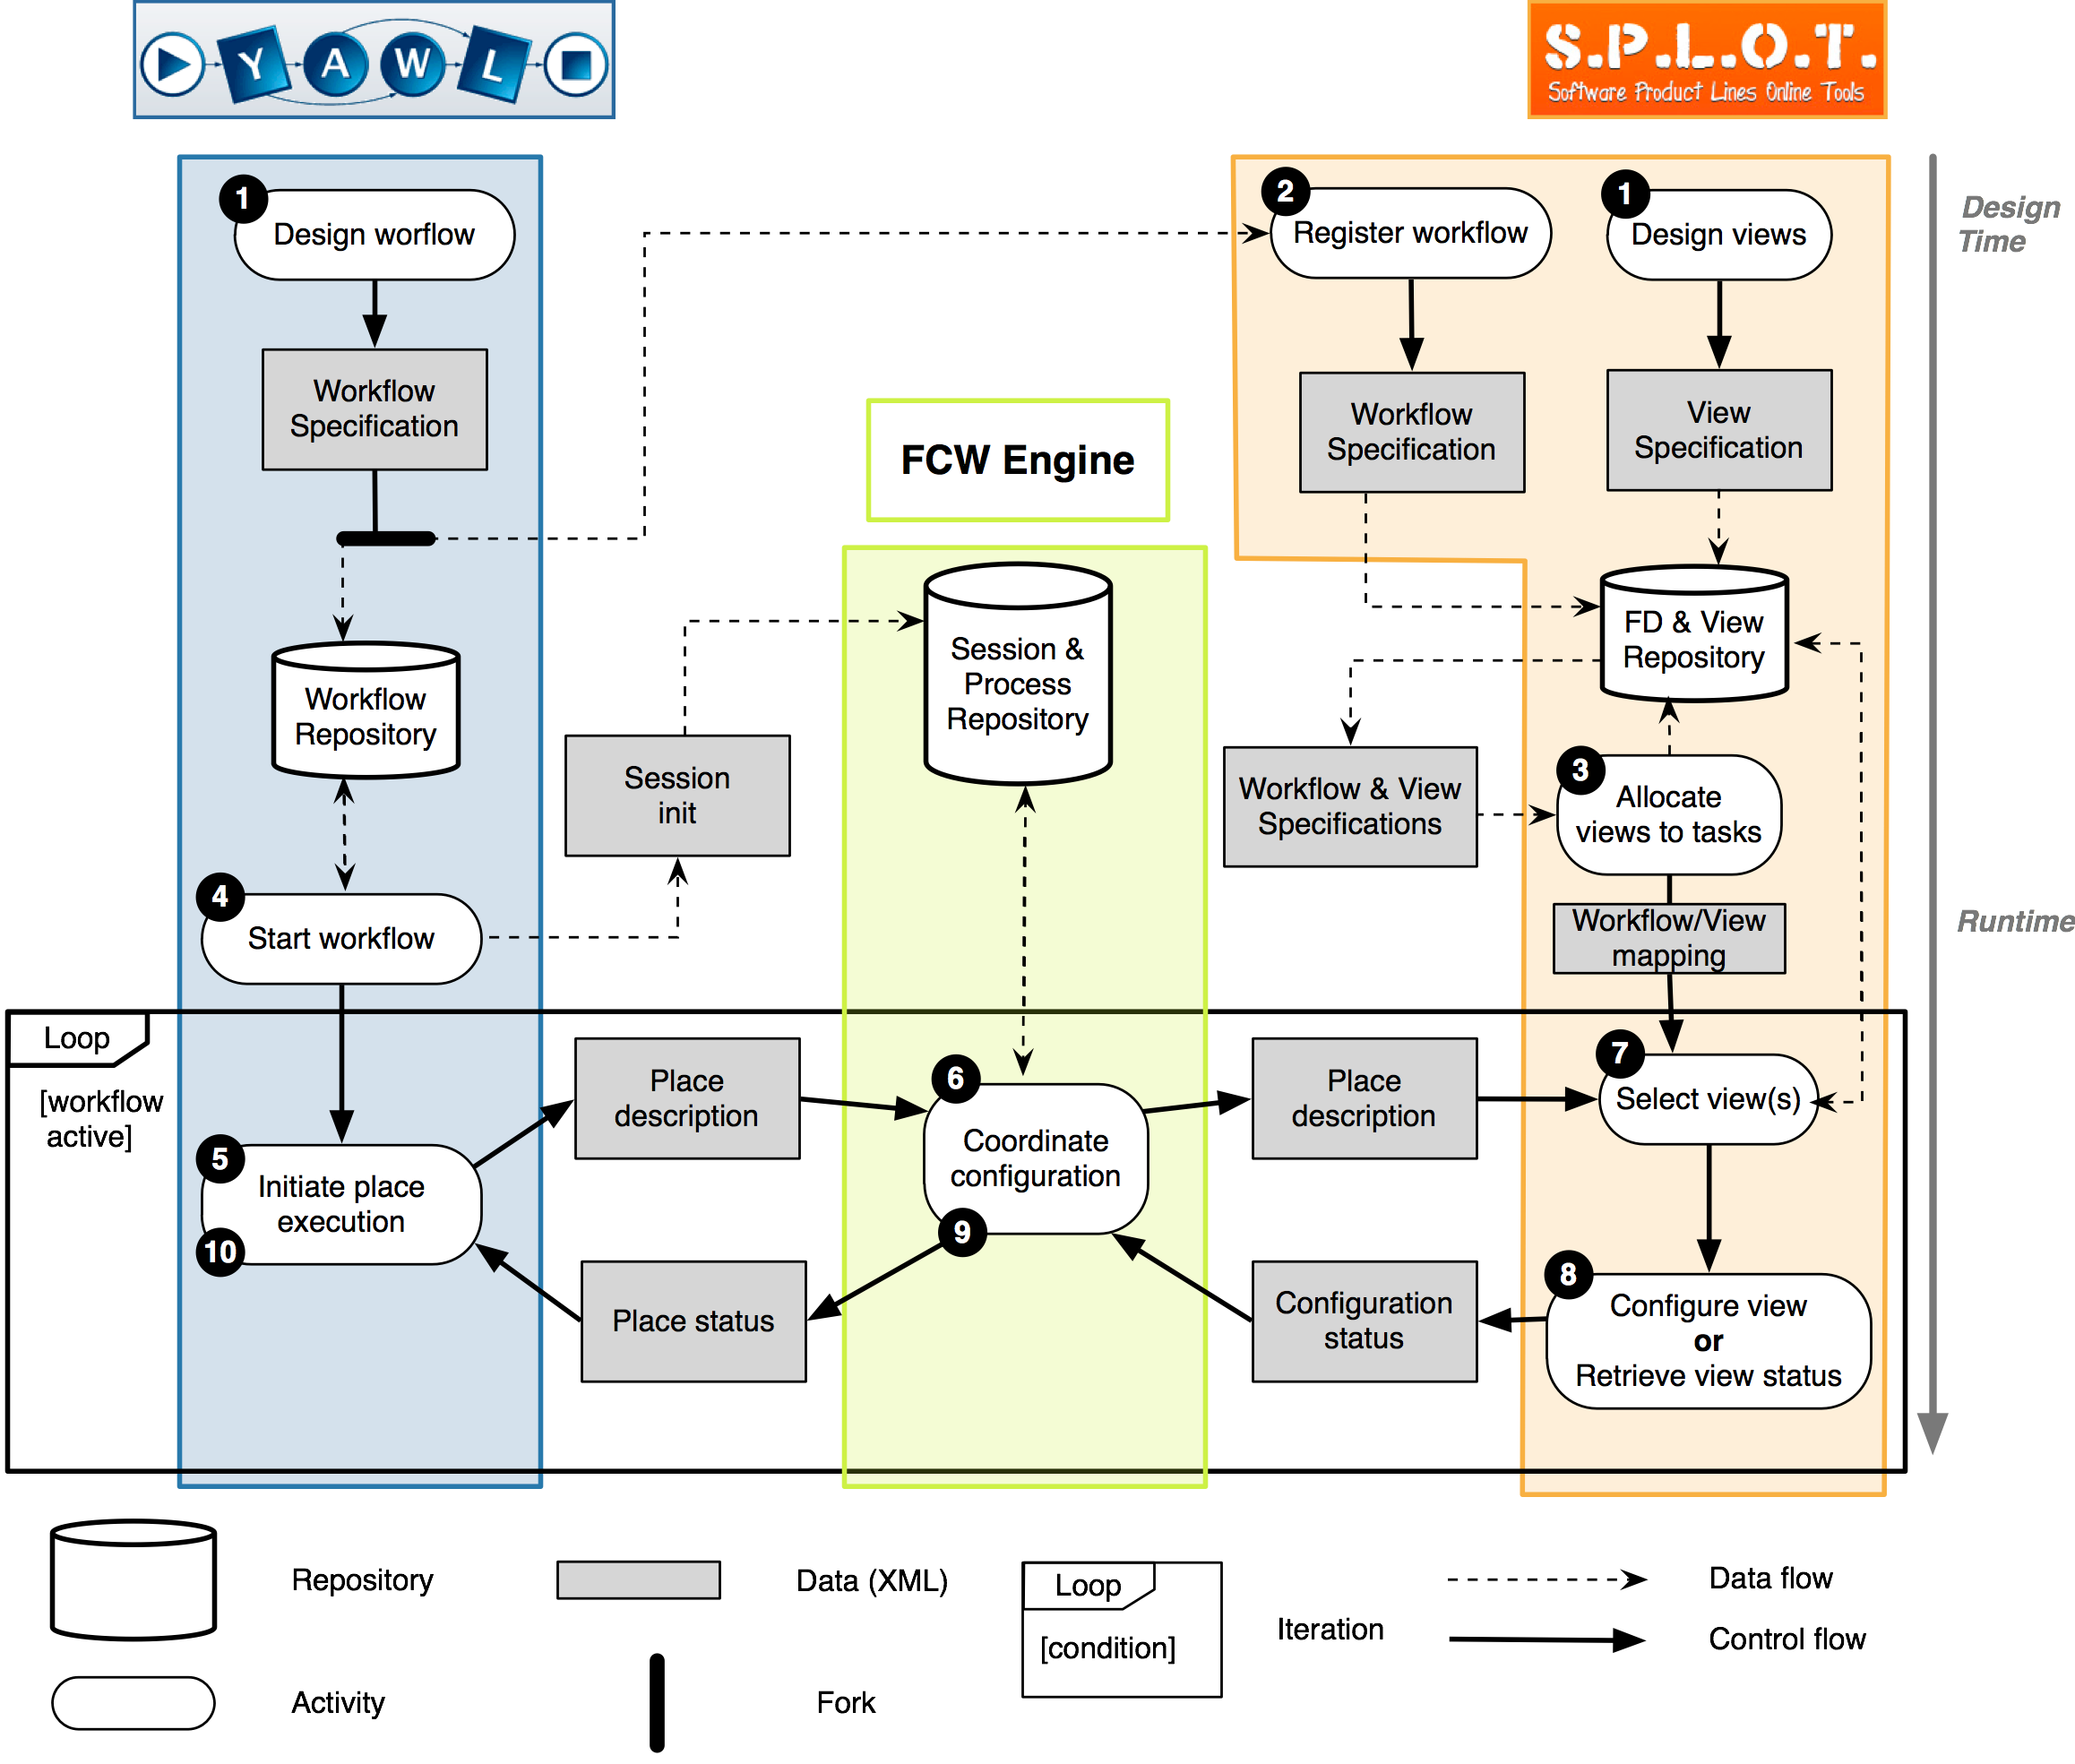 Y A W L
S.P.L.O.T.
Software Product Lines Online Tools
1
Design worflow
2
Register workflow
1
Design views
Design
Time
Workflow
Specification
Workflow
Specification
View
Specification
FCW Engine
Workflow
Repository
Session &
Process
Repository
FD & View
Repository
Session
init
Workflow & View
Specifications
3
Allocate
views to tasks
4
Start workflow
Workflow/View
mapping
Runtime
Loop
[workflow
active]
Place
description
6
Coordinate
configuration
9
Place
description
7
Select view(s)
5
Initiate place
execution
10
Place status
Configuration
status
8
Configure view
or
Retrieve view status
Repository
Data (XML)
Loop
[condition]
Iteration
Data flow
Control flow
Activity
Fork